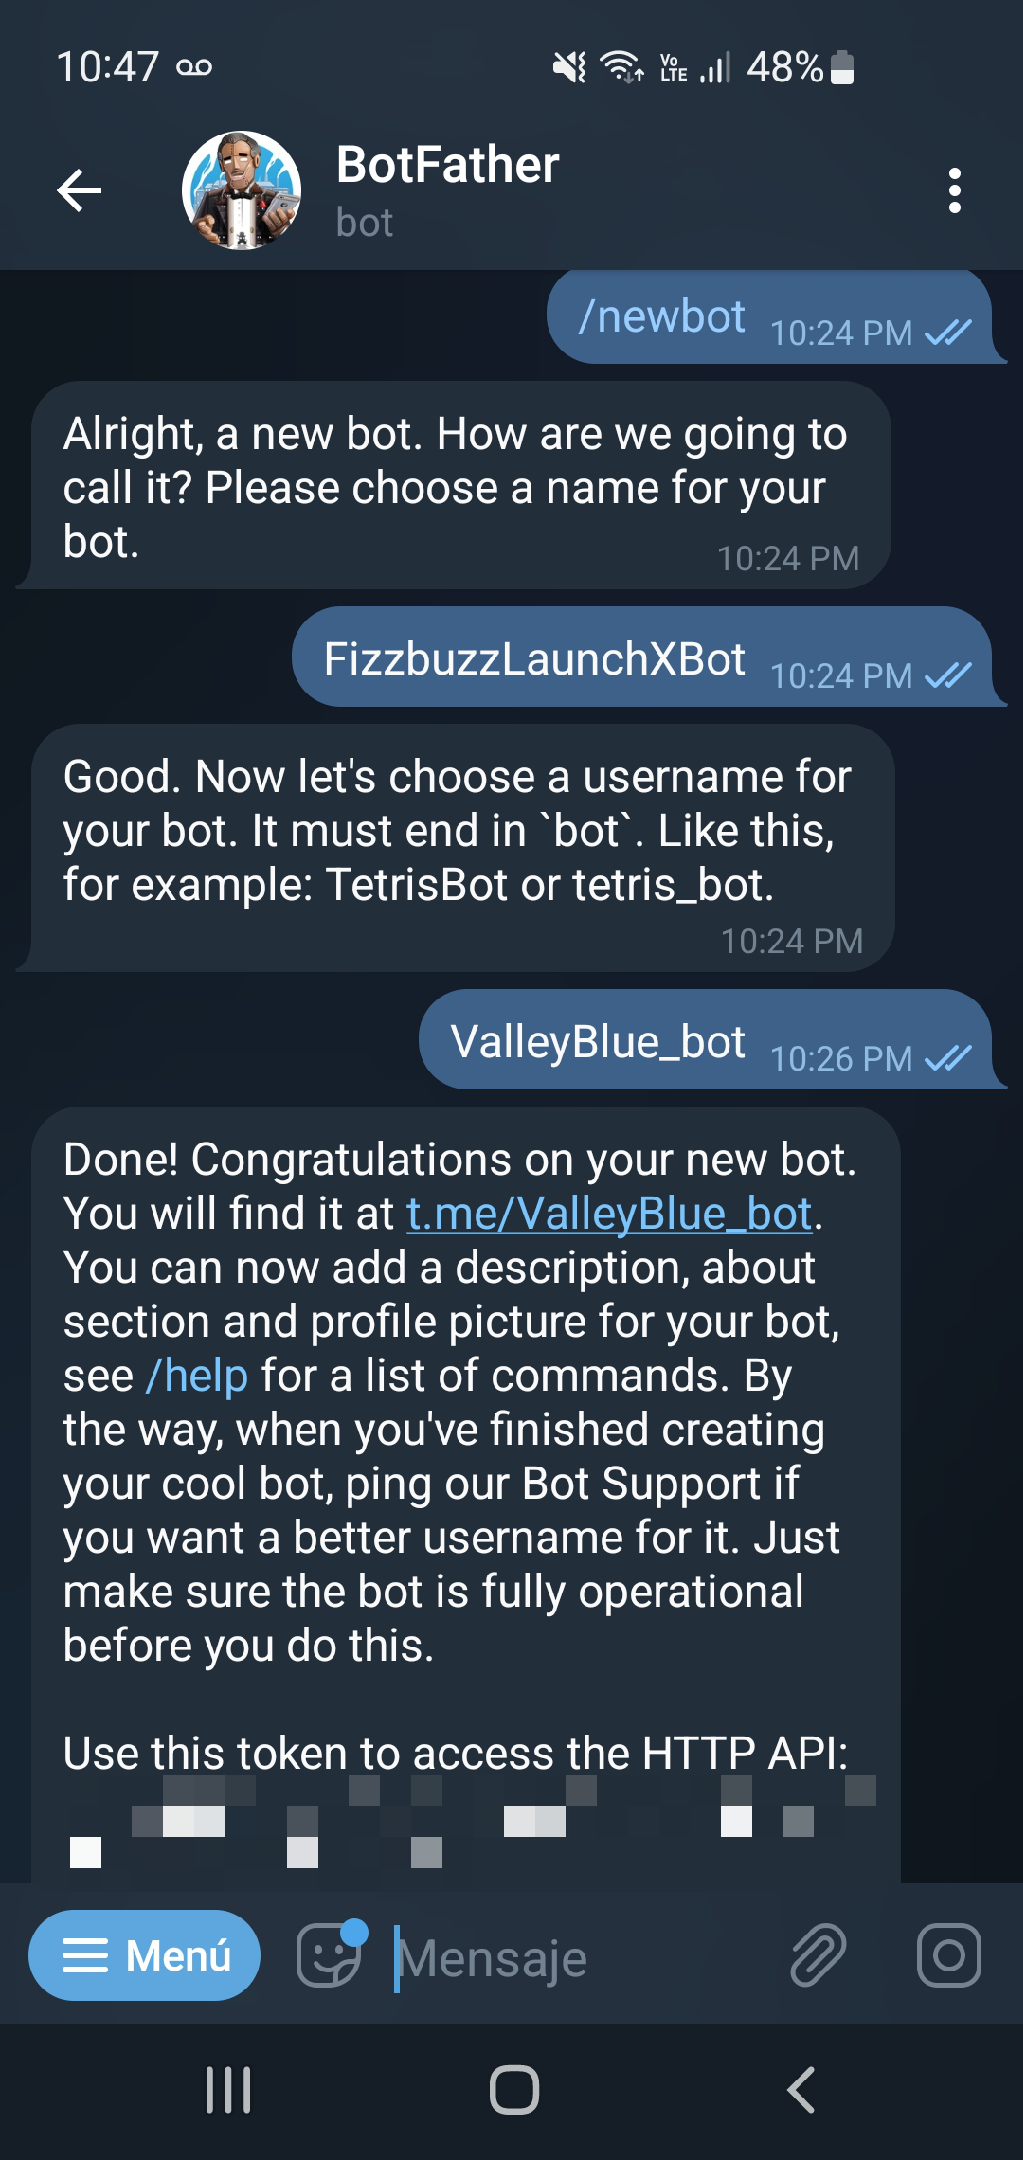 10:47
Vo LTE
48%
BotFather
bot
/newbot 10:24 PM
Alright, a new bot. How are we going to
call it? Please choose a name for your
bot.
10:24 PM
FizzbuzzLaunchXBot 10:24 PM
Good. Now let's choose a username for
your bot. It must end in `bot`. Like this,
for example: TetrisBot or tetris_bot.
10:24 PM
ValleyBlue_bot 10:26 PM
Done! Congratulations on your new bot.
You will find it at t.me/ValleyBlue_bot.
You can now add a description, about
section and profile picture for your bot,
see /help for a list of commands. By
the way, when you've finished creating
your cool bot, ping our Bot Support if
you want a better username for it. Just
make sure the bot is fully operational
before you do this.
Use this token to access the HTTP API:
Menú
Mensaje